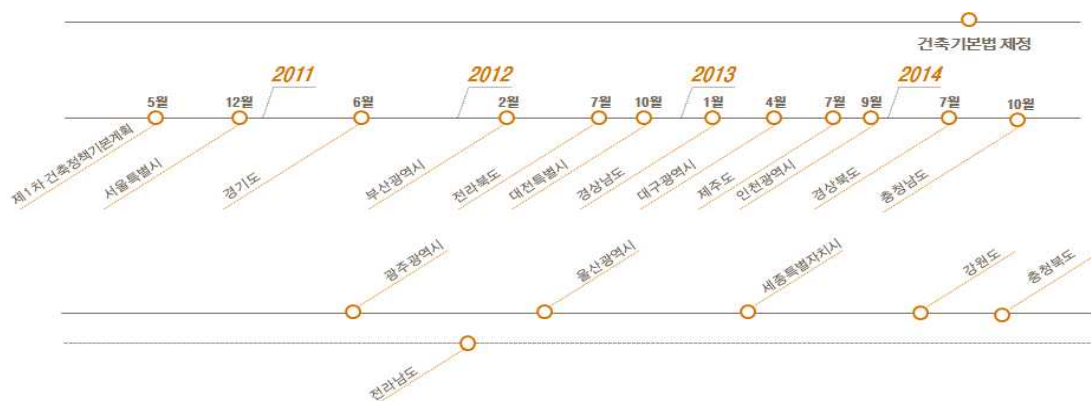 건축기본법 제정
2011
2012
2013
2014
5월
12월
6월
2월
7월
10월
1월
4월
7월
9월
7월
10월
제1차 건축정책기본계획
서울특별시
경기도
부산광역시
전라북도
대전특별시
경상남도
대구광역시
제주도
인천광역시
경상북도
충청남도
광주광역시
울산광역시
세종특별자치시
강원도
충청북도
전라남도